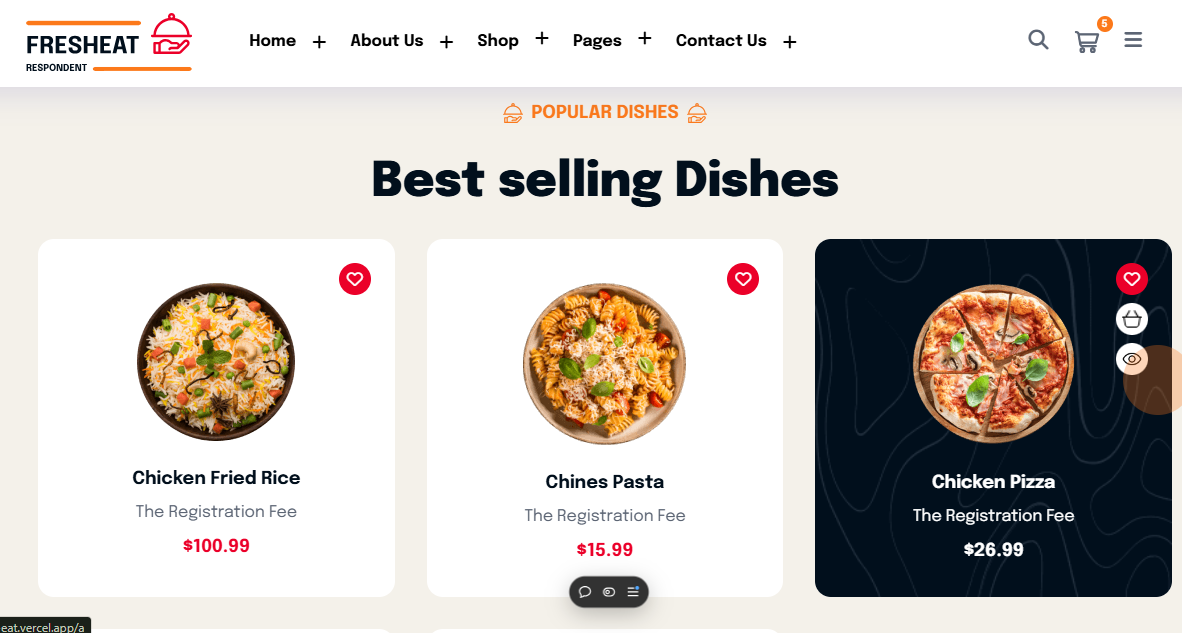 FRESHEAT
RESPONDENT
Home + About Us + Shop + Pages + Contact Us +
5
POPULAR DISHES
Best selling Dishes
Chicken Fried Rice
The Registration Fee
$100.99
Chines Pasta
The Registration Fee
$15.99
Chicken Pizza
The Registration Fee
$26.99
eat.vercel.app/a